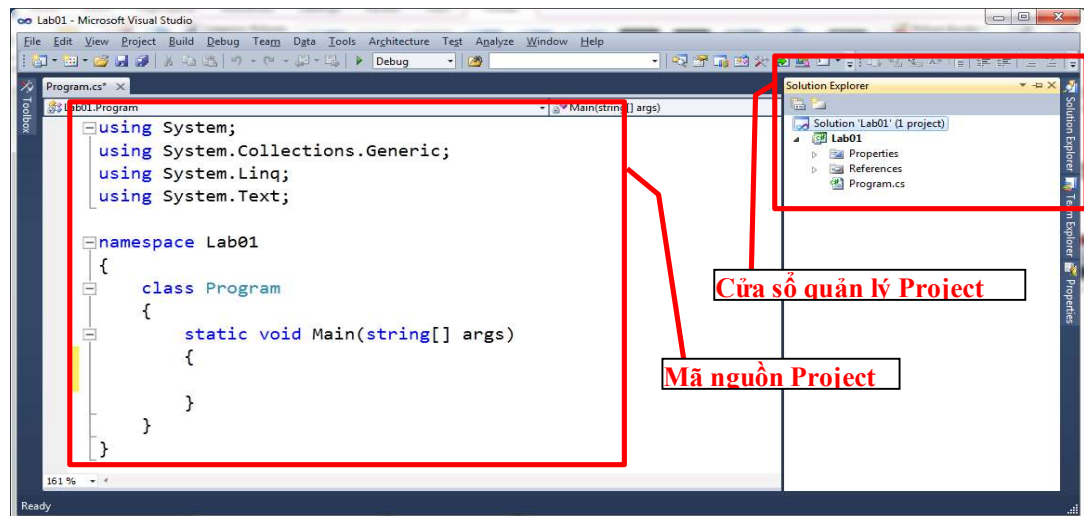 Lab01 - Microsoft Visual Studio
File Edit View Project Build Debug Team Data Tools Architecture Test Analyze Window Help
Debug
Toolbox
Program.cs*
Lab01.Program
Main(string[] args)
using System;
using System.Collections.Generic;
using System.Linq;
using System.Text;
namespace Lab01
{
class Program
{
static void Main(string[] args)
{
}
}
}
161 %
Solution Explorer
Solution 'Lab01' (1 project)
Lab01
Properties
References
Program.cs
Cửa sổ quản lý Project
Mã nguồn Project
Solution Explorer
Team Explorer
Properties
Ready